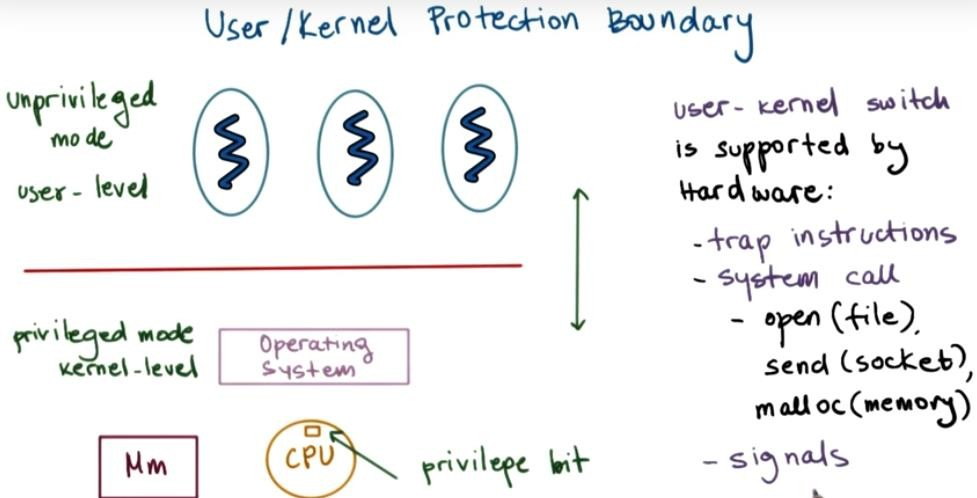 User/Kernel Protection Boundary
unprivileged
mode
user-level
privileged mode
kernel-level
Operating
System
Mm
CPU
privilege bit
user-kernel switch
is supported by
Hardware:
- trap instructions
- system call
- open (file),
send (socket),
malloc (memory)
- signals